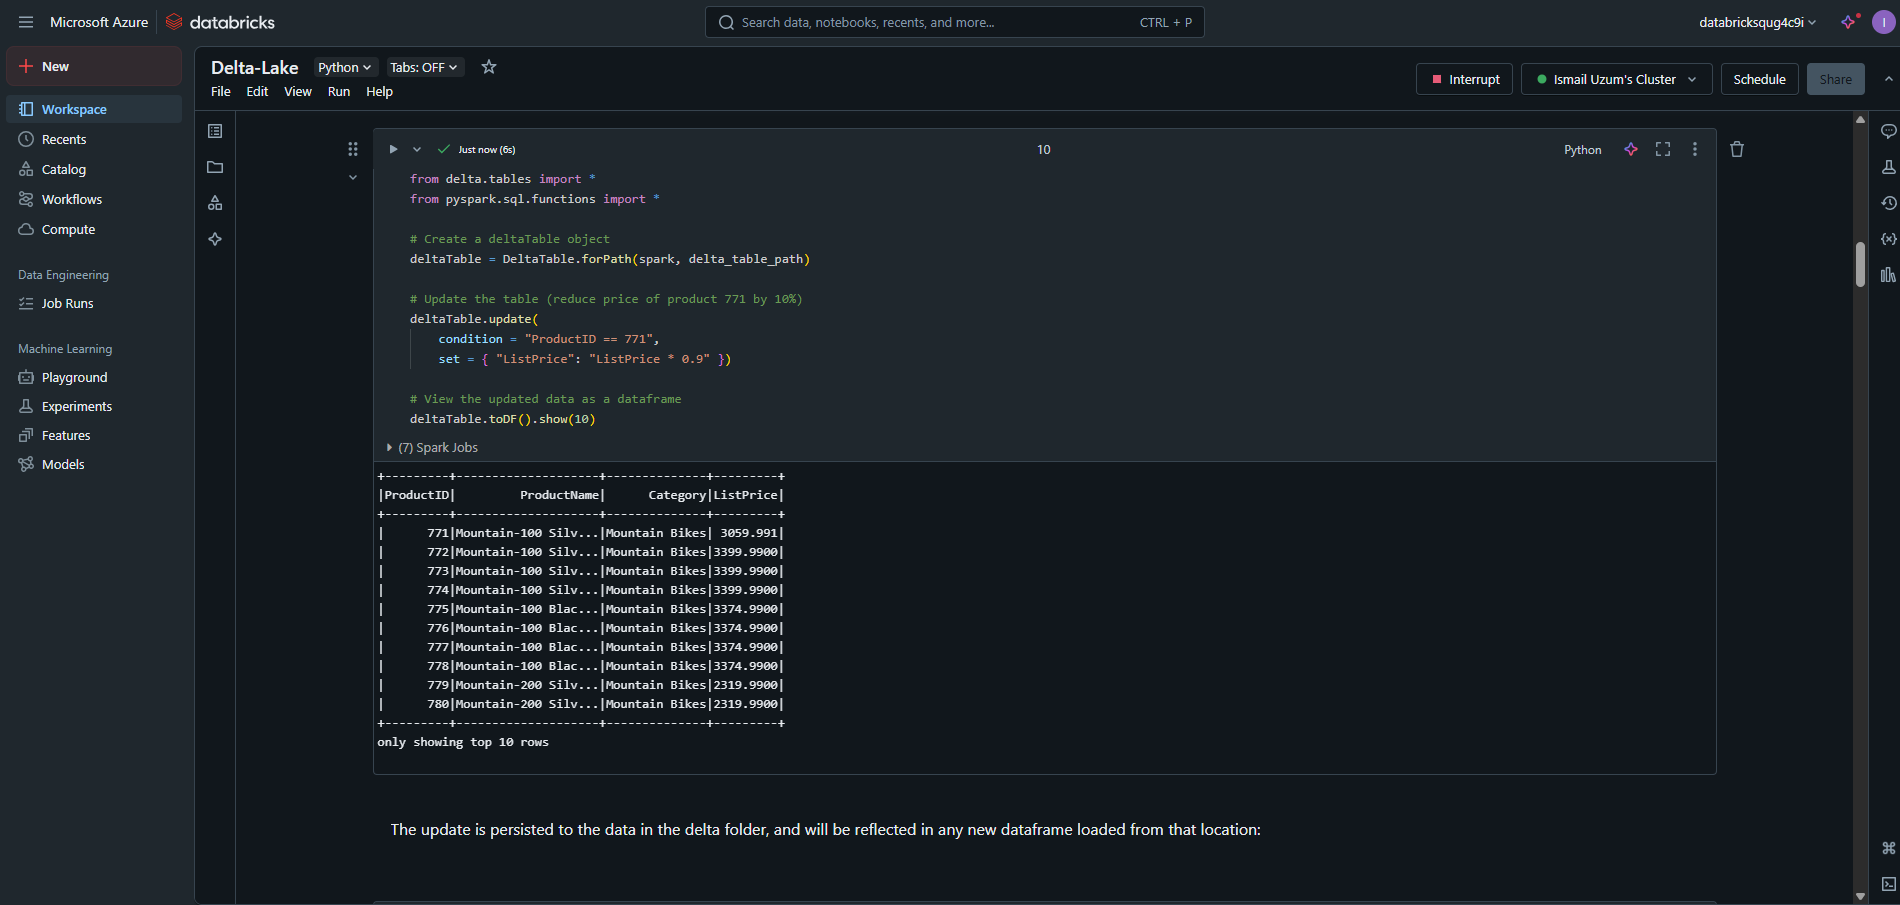 Microsoft Azure databricks
Search data, notebooks, recents, and more... CTRL + P
databricksqug4c9i
I
New
Workspace
Recents
Catalog
Workflows
Compute
Data Engineering
Job Runs
Machine Learning
Playground
Experiments
Features
Models
Delta-Lake Python Tabs: OFF
File Edit View Run Help
Interrupt Ismail Uzum's Cluster Schedule Share
Just now (6s) 10 Python
from delta.tables import *
from pyspark.sql.functions import *
# Create a deltaTable object
deltaTable = DeltaTable.forPath(spark, delta_table_path)
# Update the table (reduce price of product 771 by 10%)
deltaTable.update(
    condition = "ProductID == 771",
    set = { "ListPrice": "ListPrice * 0.9" })
# View the updated data as a dataframe
deltaTable.toDF().show(10)
(7) Spark Jobs
+---------+--------------------+--------------+---------+
|ProductID|         ProductName|      Category|ListPrice|
+---------+--------------------+--------------+---------+
|      771|Mountain-100 Silv...|Mountain Bikes| 3059.991|
|      772|Mountain-100 Silv...|Mountain Bikes|3399.9900|
|      773|Mountain-100 Silv...|Mountain Bikes|3399.9900|
|      774|Mountain-100 Silv...|Mountain Bikes|3399.9900|
|      775|Mountain-100 Blac...|Mountain Bikes|3374.9900|
|      776|Mountain-100 Blac...|Mountain Bikes|3374.9900|
|      777|Mountain-100 Blac...|Mountain Bikes|3374.9900|
|      778|Mountain-100 Blac...|Mountain Bikes|3374.9900|
|      779|Mountain-200 Silv...|Mountain Bikes|2319.9900|
|      780|Mountain-200 Silv...|Mountain Bikes|2319.9900|
+---------+--------------------+--------------+---------+
only showing top 10 rows
The update is persisted to the data in the delta folder, and will be reflected in any new dataframe loaded from that location: